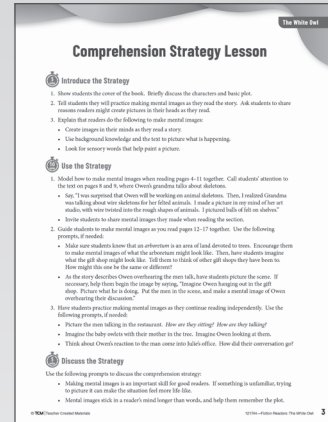 The White Owl
Comprehension Strategy Lesson
Introduce the Strategy
1. Show students the cover of the book. Briefly discuss the characters and basic plot.
2. Tell students they will practice making mental images as they read the story. Ask students to share
reasons readers might create pictures in their heads as they read.
3. Explain that readers do the following to make mental images:
• Create images in their minds as they read a story.
• Use background knowledge and the text to picture what is happening.
• Look for sensory words that help paint a picture.
Use the Strategy
1. Model how to make mental images when reading pages 4–11 together. Call students' attention to
the text on pages 8 and 9, where Owen's grandma talks about skeletons.
• Say, "I was surprised that Owen will be working on animal skeletons. Then, I realized Grandma
was talking about wire skeletons for her felted animals. I made a picture in my mind of her art
studio, with wire twisted into the rough shapes of animals. I pictured balls of felt on shelves."
• Invite students to share mental images they made when reading the section.
2. Guide students to make mental images as you read pages 12–17 together. Use the following
prompts, if needed:
• Make sure students know that an arboretum is an area of land devoted to trees. Encourage them
to make mental images of what the arboretum might look like. Then, have students imagine
what the gift shop might look like. Tell them to think of other gift shops they have been in.
How might this one be the same or different?
• As the story describes Owen overhearing the men talk, have students picture the scene. If
necessary, help them begin the image by saying, "Imagine Owen hanging out in the gift
shop. Picture what he is doing. Put the men in the scene, and make a mental image of Owen
overhearing their discussion."
3. Have students practice making mental images as they continue reading independently. Use the
following prompts, if needed:
• Picture the men talking in the restaurant. How are they sitting? How are they talking?
• Imagine the baby owlets with their mother in the tree. Imagine Owen looking at them.
• Think about Owen's reaction to the man come into Julie's office. How did their conversation go?
Discuss the Strategy
Use the following prompts to discuss the comprehension strategy:
• Making mental images is an important skill for good readers. If something is unfamiliar, trying
to picture it can make the situation feel more life-like.
• Mental images stick in a reader's mind longer than words, and help them remember the plot.
© TCM | Teacher Created Materials
Fiction Readers: The White Owl
3